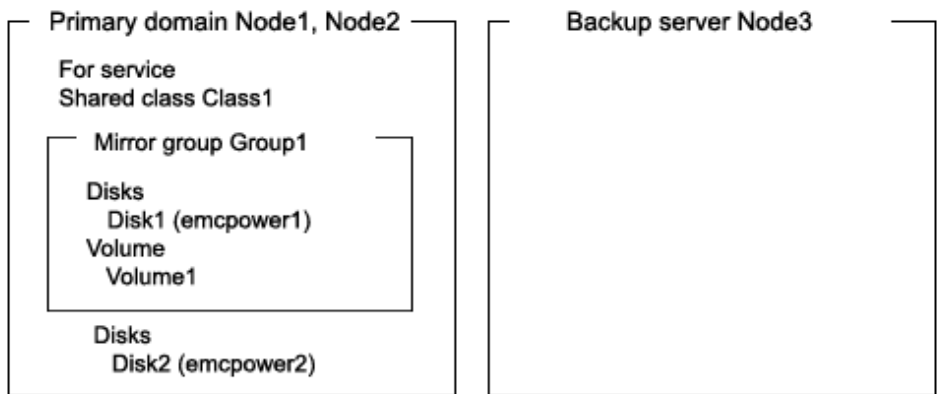 Primary domain Node1, Node2
For service
Shared class Class1
Mirror group Group1
Disks
Disk1 (emcpower1)
Volume
Volume1
Disks
Disk2 (emcpower2)
Backup server Node3